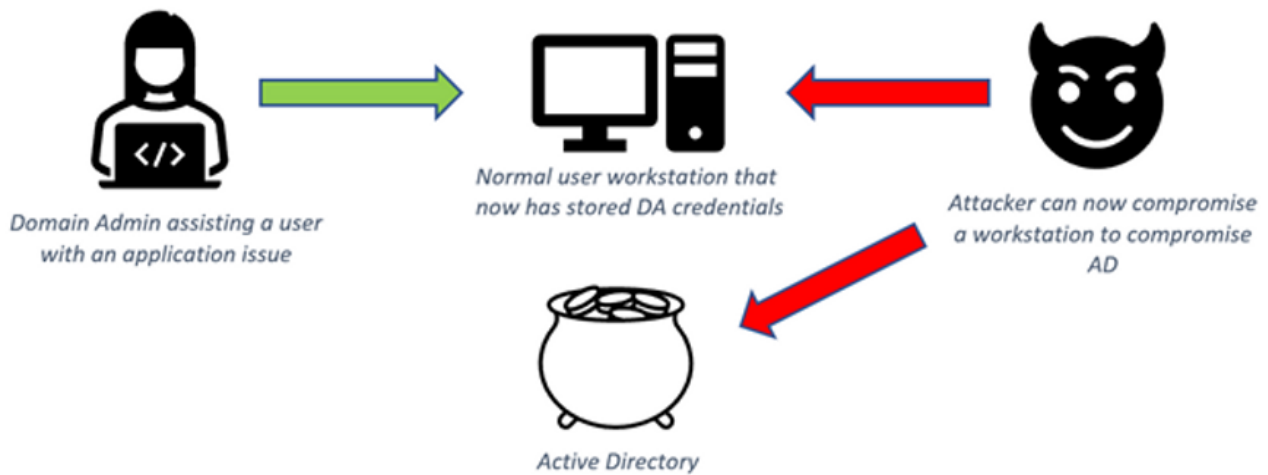 </>
Normal user workstation that
now has stored DA credentials
Domain Admin assisting a user
with an application issue
Attacker can now compromise
a workstation to compromise
AD
Active Directory